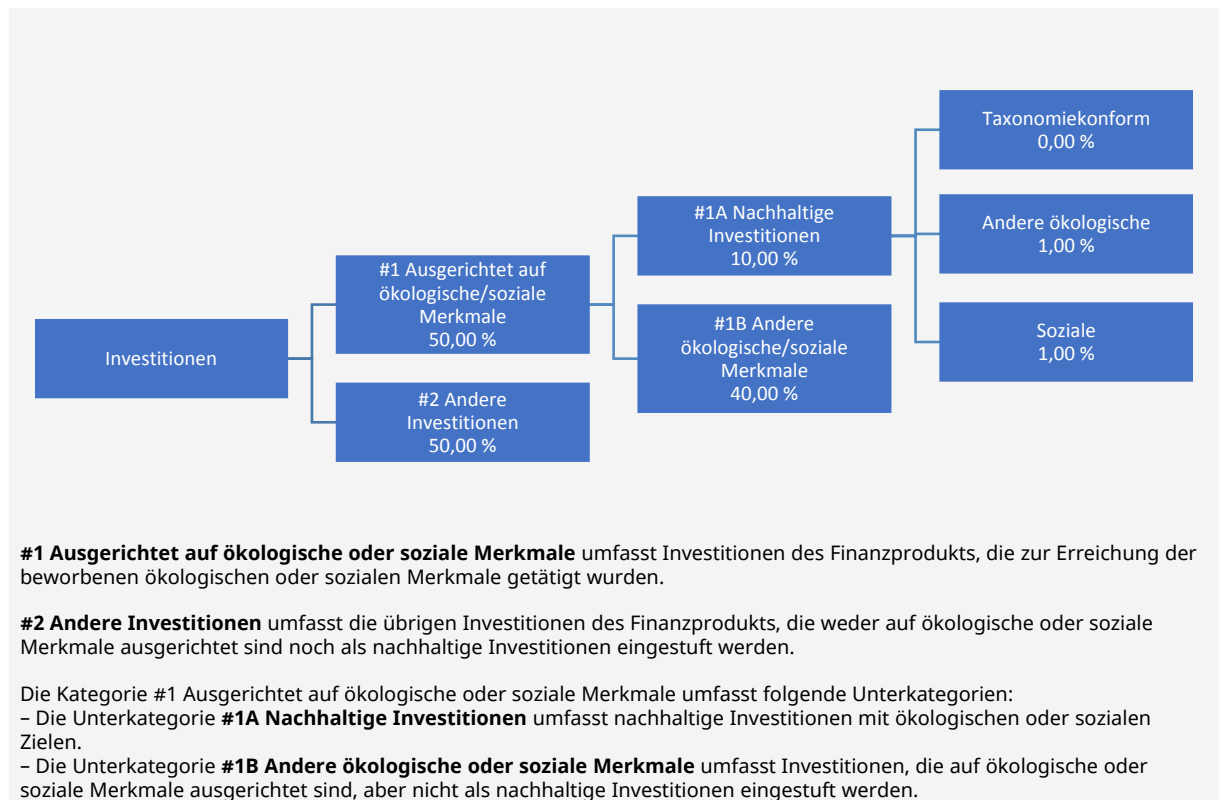 Taxonomiekonform
0,00 %
#1A Nachhaltige
Investitionen
10,00 %
Andere ökologische
1,00 %
#1 Ausgerichtet auf
ökologische/soziale
Merkmale
50,00 %
#1B Andere
ökologische/soziale
Merkmale
40,00 %
Soziale
1,00 %
Investitionen
#2 Andere
Investitionen
50,00 %
#1 Ausgerichtet auf ökologische oder soziale Merkmale umfasst Investitionen des Finanzprodukts, die zur Erreichung der
beworbenen ökologischen oder sozialen Merkmale getätigt wurden.
#2 Andere Investitionen umfasst die übrigen Investitionen des Finanzprodukts, die weder auf ökologische oder soziale
Merkmale ausgerichtet sind noch als nachhaltige Investitionen eingestuft werden.
Die Kategorie #1 Ausgerichtet auf ökologische oder soziale Merkmale umfasst folgende Unterkategorien:
– Die Unterkategorie #1A Nachhaltige Investitionen umfasst nachhaltige Investitionen mit ökologischen oder sozialen
Zielen.
– Die Unterkategorie #1B Andere ökologische oder soziale Merkmale umfasst Investitionen, die auf ökologische oder
soziale Merkmale ausgerichtet sind, aber nicht als nachhaltige Investitionen eingestuft werden.